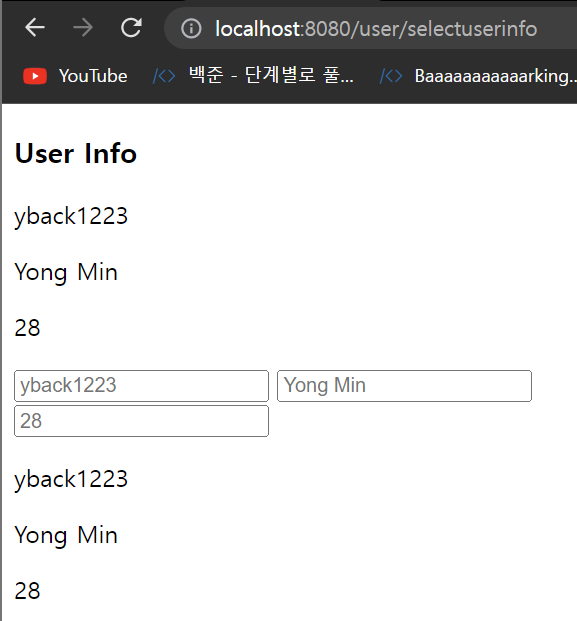 localhost:8080/user/selectuserinfo
YouTube </> 백준 - 단계별로 풀... </> Baaaaaaaaaaarking...
User Info
yback1223
Yong Min
28
yback1223 Yong Min
28
yback1223
Yong Min
28